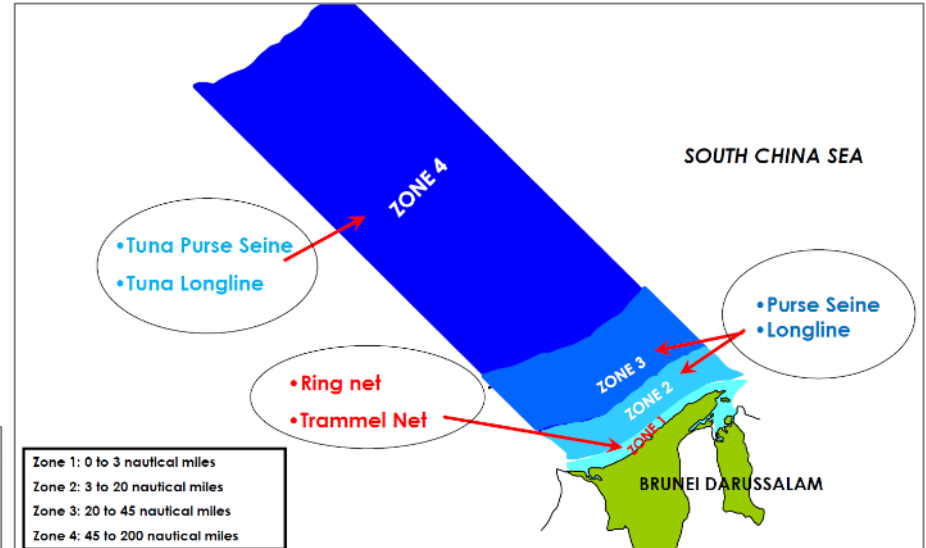 SOUTH CHINA SEA
ZONE 4
•Tuna Purse Seine
•Tuna Longline
•Purse Seine
•Longline
ZONE 3
ZONE 2
•Ring net
•Trammel Net
ZONE 1
BRUNEI DARUSSALAM
Zone 1: 0 to 3 nautical miles
Zone 2: 3 to 20 nautical miles
Zone 3: 20 to 45 nautical miles
Zone 4: 45 to 200 nautical miles